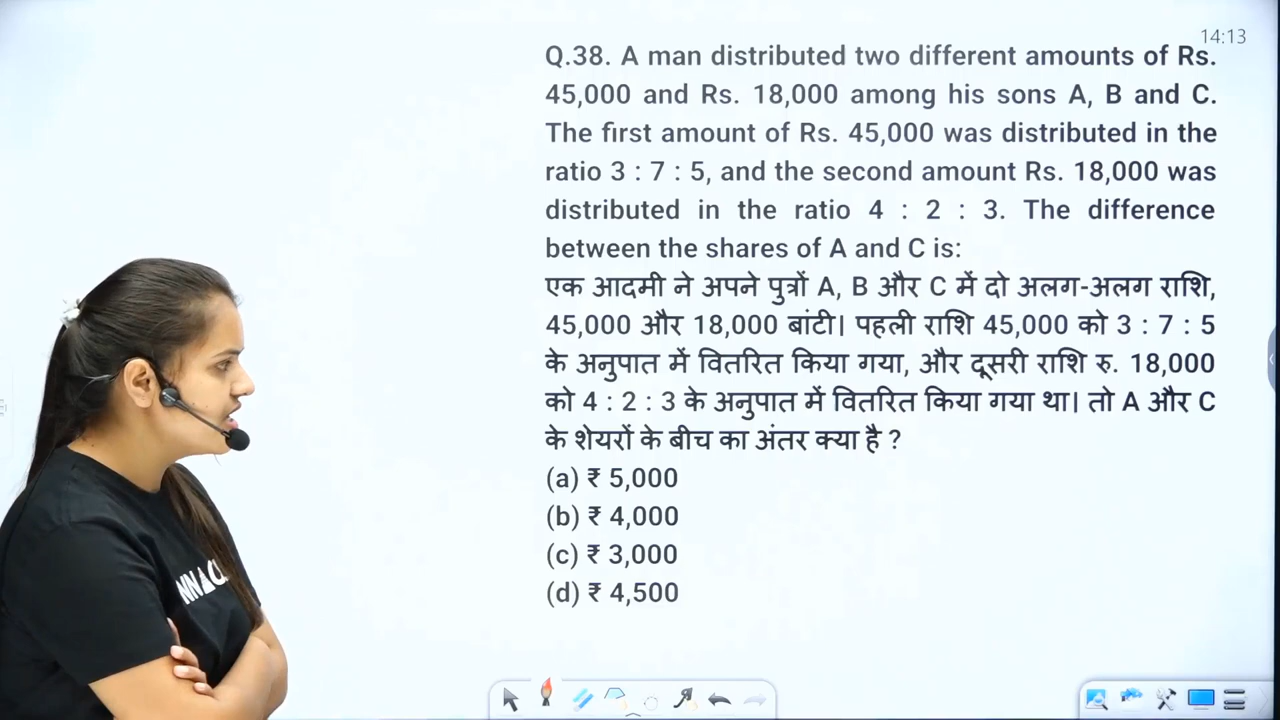 14:13
Q.38. A man distributed two different amounts of Rs.
45,000 and Rs. 18,000 among his sons A, B and C.
The first amount of Rs. 45,000 was distributed in the
ratio 3 : 7 : 5, and the second amount Rs. 18,000 was
distributed in the ratio 4 : 2 : 3. The difference
between the shares of A and C is:
एक आदमी ने अपने पुत्रों A, B और C में दो अलग-अलग राशि,
45,000 और 18,000 बांटी। पहली राशि 45,000 को 3 : 7 : 5
के अनुपात में वितरित किया गया, और दूसरी राशि रु. 18,000
को 4 : 2 : 3 के अनुपात में वितरित किया गया था। तो A और C
के शेयरों के बीच का अंतर क्या है ?
(a) ₹ 5,000
(b) ₹ 4,000
(c) ₹ 3,000
(d) ₹ 4,500